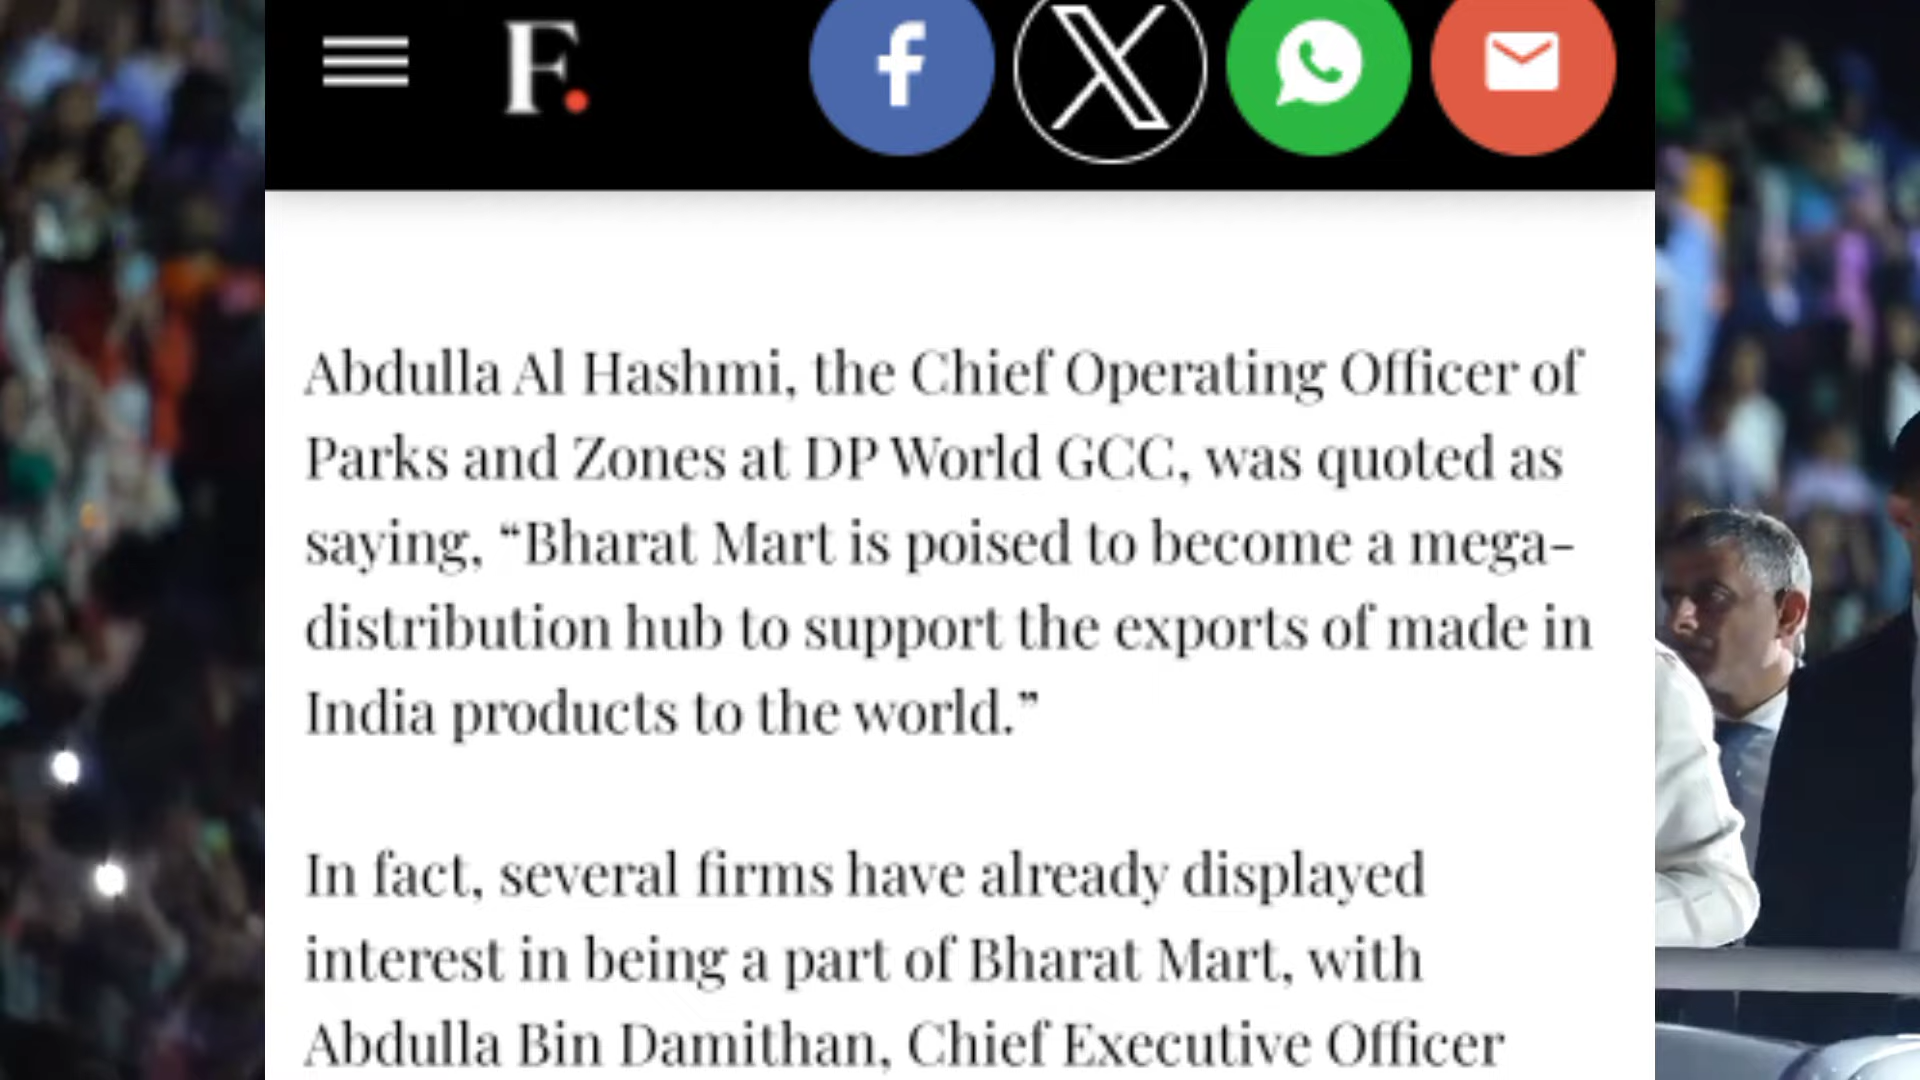 F.
Abdulla Al Hashmi, the Chief Operating Officer of
Parks and Zones at DP World GCC, was quoted as
saying, “Bharat Mart is poised to become a mega-
distribution hub to support the exports of made in
India products to the world.”
In fact, several firms have already displayed
interest in being a part of Bharat Mart, with
Abdulla Bin Damithan, Chief Executive Officer